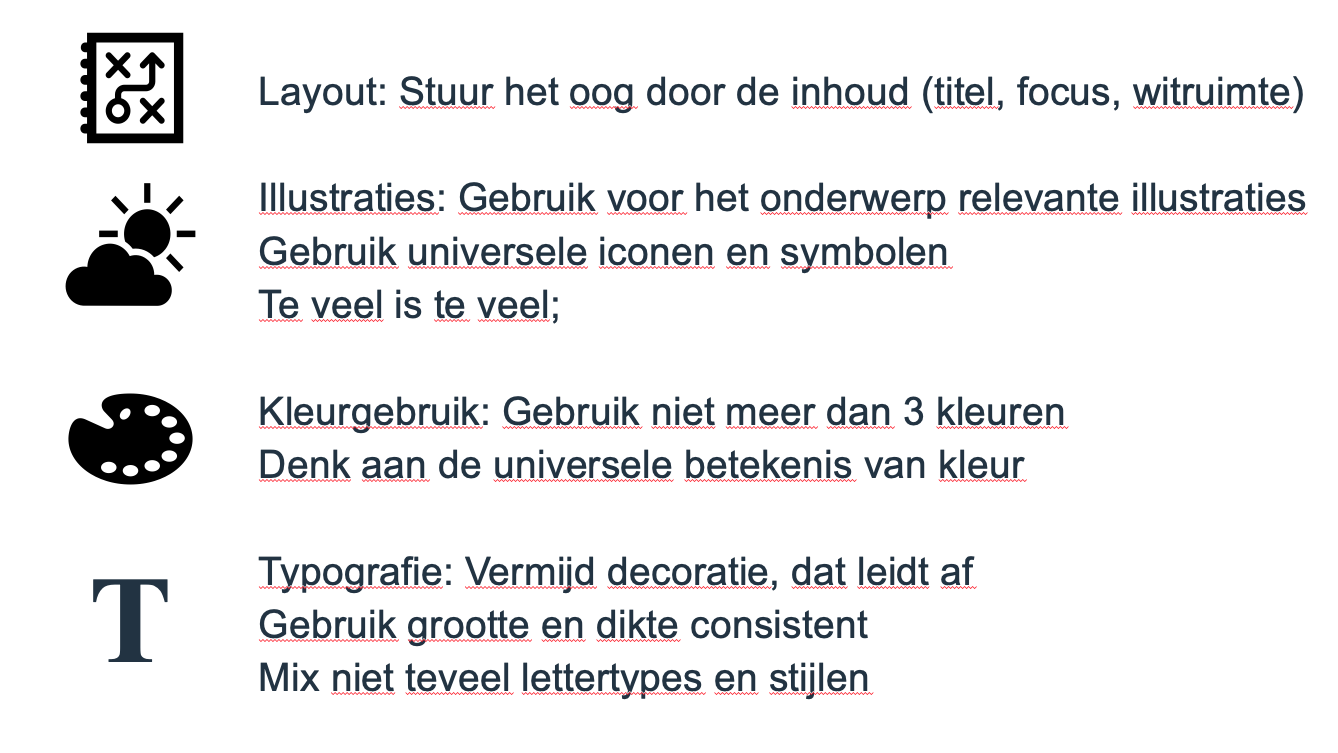 Layout: Stuur het oog door de inhoud (titel, focus, witruimte)
Illustraties: Gebruik voor het onderwerp relevante illustraties
Gebruik universele iconen en symbolen
Te veel is te veel;
Kleurgebruik: Gebruik niet meer dan 3 kleuren
Denk aan de universele betekenis van kleur
T
Typografie: Vermijd decoratie, dat leidt af
Gebruik grootte en dikte consistent
Mix niet teveel lettertypes en stijlen